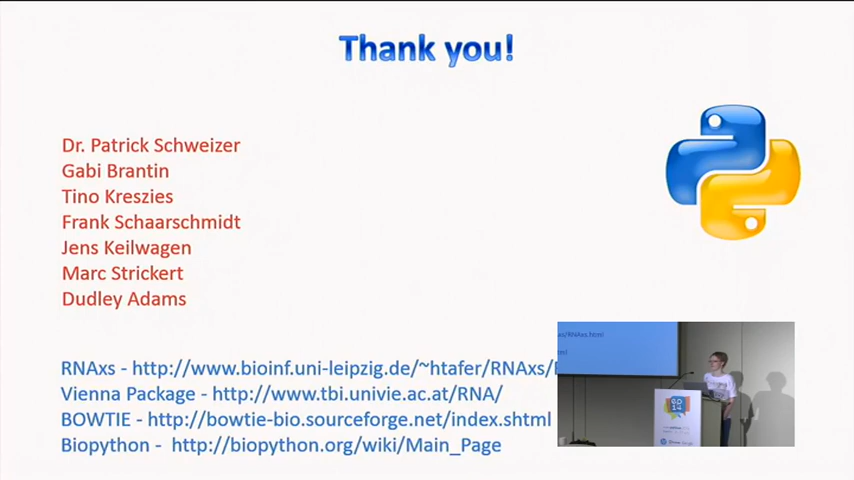 Thank you!
Dr. Patrick Schweizer
Gabi Brantin
Tino Kreszies
Frank Schaarschmidt
Jens Keilwagen
Marc Strickert
Dudley Adams
RNAxs - http://www.bioinf.uni-leipzig.de/~htafer/RNAxs/
Vienna Package - http://www.tbi.univie.ac.at/RNA/
BOWTIE - http://bowtie-bio.sourceforge.net/index.shtml
Biopython - http://biopython.org/wiki/Main_Page